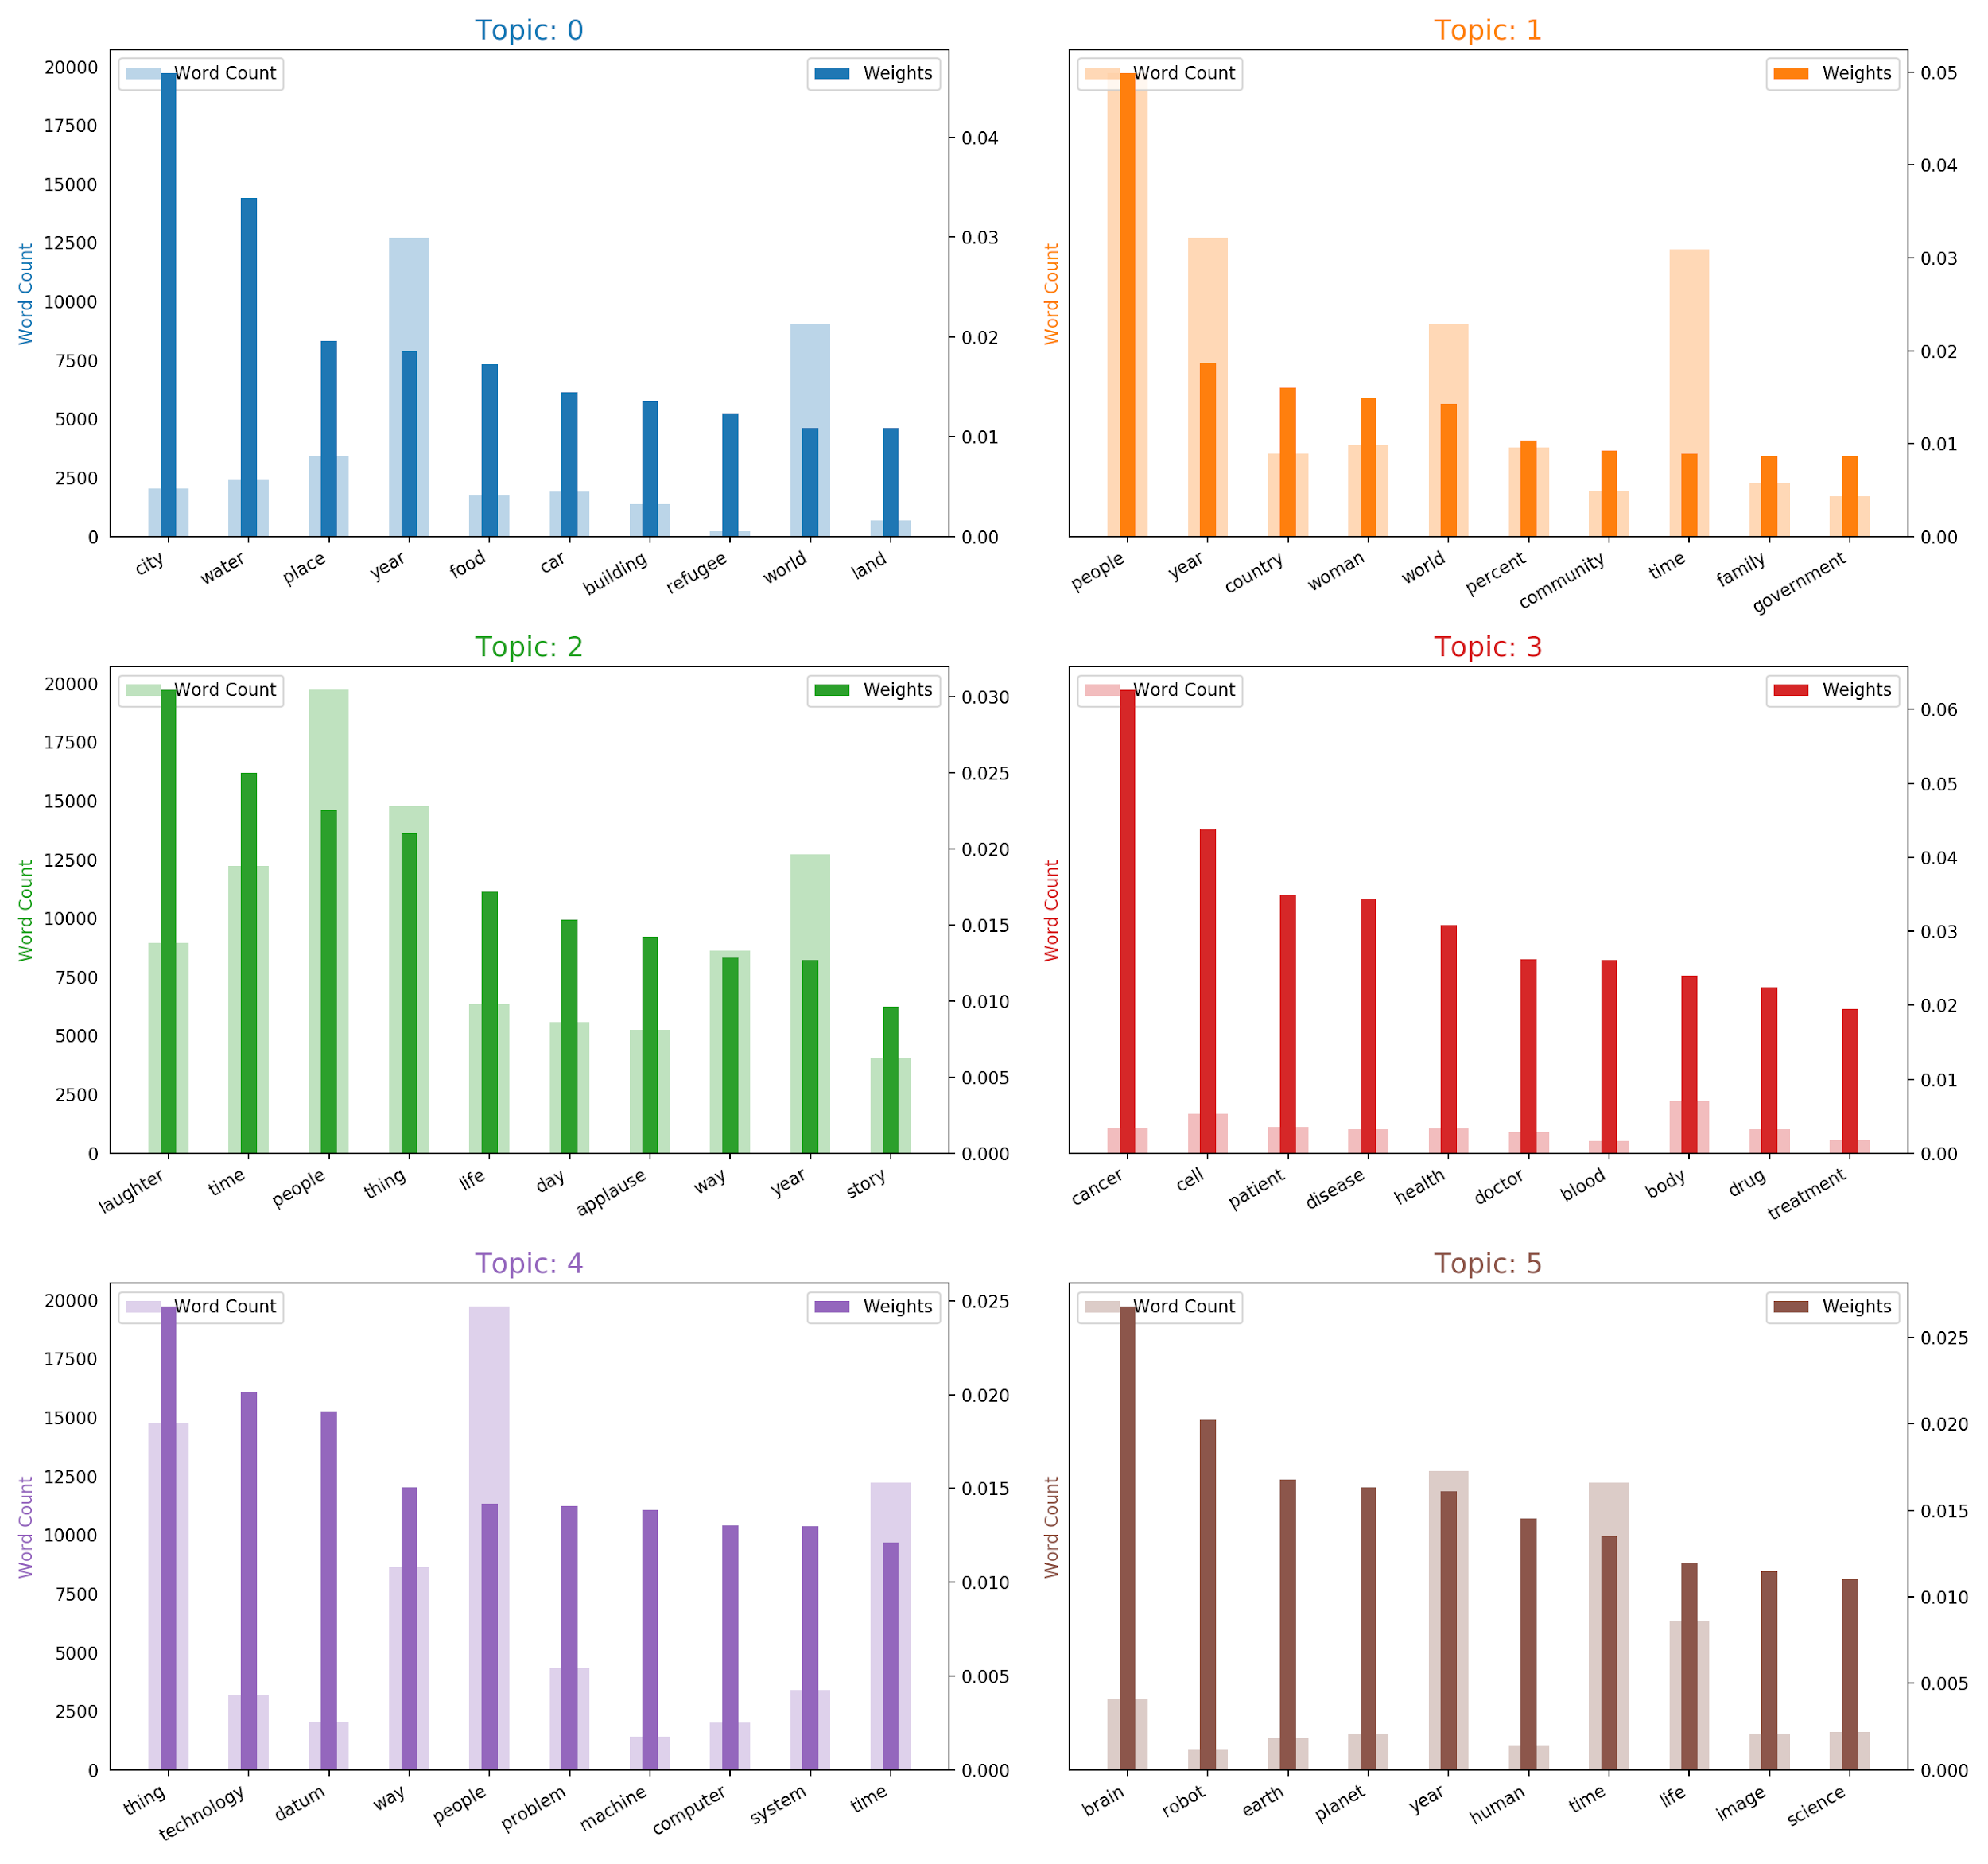 Topic: 0
Word Count
Weights
20000
17500
15000
12500
10000
7500
5000
2500
0
Word Count
0.04
0.03
0.02
0.01
0.00
city water place year food car building refugee world land
Topic: 1
Word Count
Weights
Word Count
0.05
0.04
0.03
0.02
0.01
0.00
people year country woman world percent community time family government
Topic: 2
Word Count
Weights
20000
17500
15000
12500
10000
7500
5000
2500
0
Word Count
0.030
0.025
0.020
0.015
0.010
0.005
0.000
laughter time people thing life day applause way year story
Topic: 3
Word Count
Weights
Word Count
0.06
0.05
0.04
0.03
0.02
0.01
0.00
cancer cell patient disease health doctor blood body drug treatment
Topic: 4
Word Count
Weights
20000
17500
15000
12500
10000
7500
5000
2500
0
Word Count
0.025
0.020
0.015
0.010
0.005
0.000
thing technology datum way people problem machine computer system time
Topic: 5
Word Count
Weights
Word Count
0.025
0.020
0.015
0.010
0.005
0.000
brain robot earth planet year human time life image science